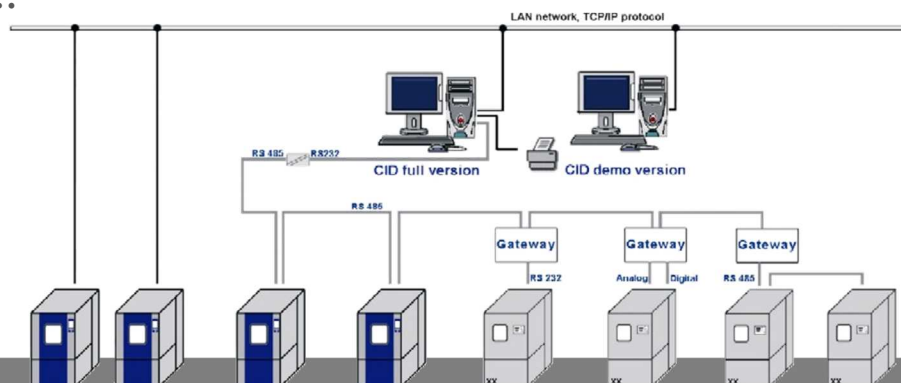 LAN network, TCP/IP protocol
RS 485
RS232
CID full version
CID demo version
RS 485
Gateway
Gateway
Gateway
RS 232
Analog
Digital
RS 485
XX
XX
XX
XX